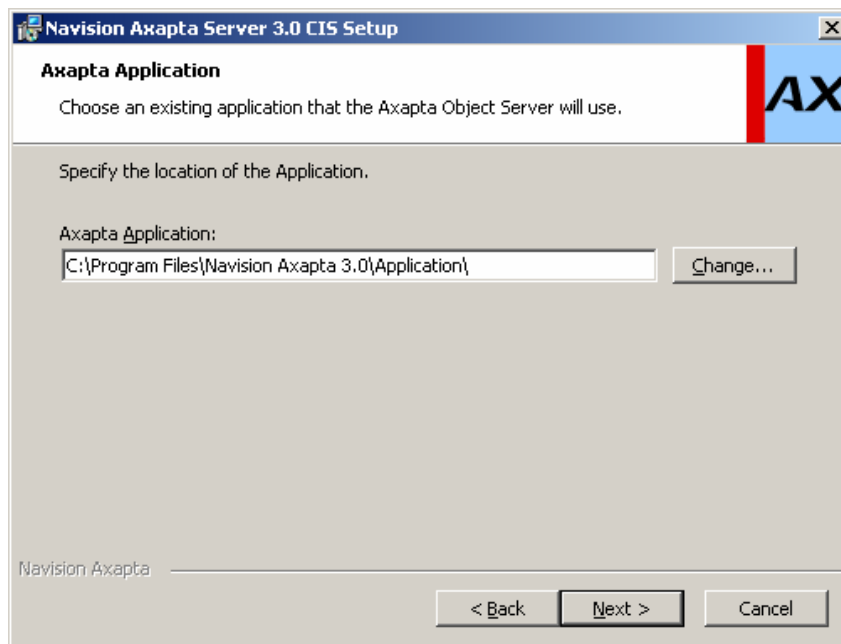 Navision Axapta Server 3.0 CIS Setup
Axapta Application
Choose an existing application that the Axapta Object Server will use.
AX
Specify the location of the Application.
Axapta Application:
C:\Program Files\Navision Axapta 3.0\Application\
Change...
Navision Axapta
< Back
Next >
Cancel